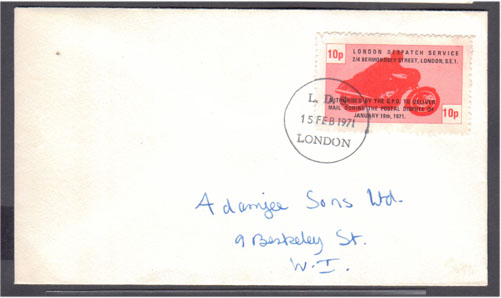 10p
LONDON DESPATCH SERVICE
2/4 BERMONDSEY STREET, LONDON, S.E.1.
AUTHORISED BY THE G.P.O. TO DELIVER
MAIL DURING THE POSTAL DISPUTE OF
JANUARY 19th, 1971.
10p
L. D. S.
15 FEB 1971
LONDON
Adamjee Sons Ltd.
9 Berkeley St.
W.I.